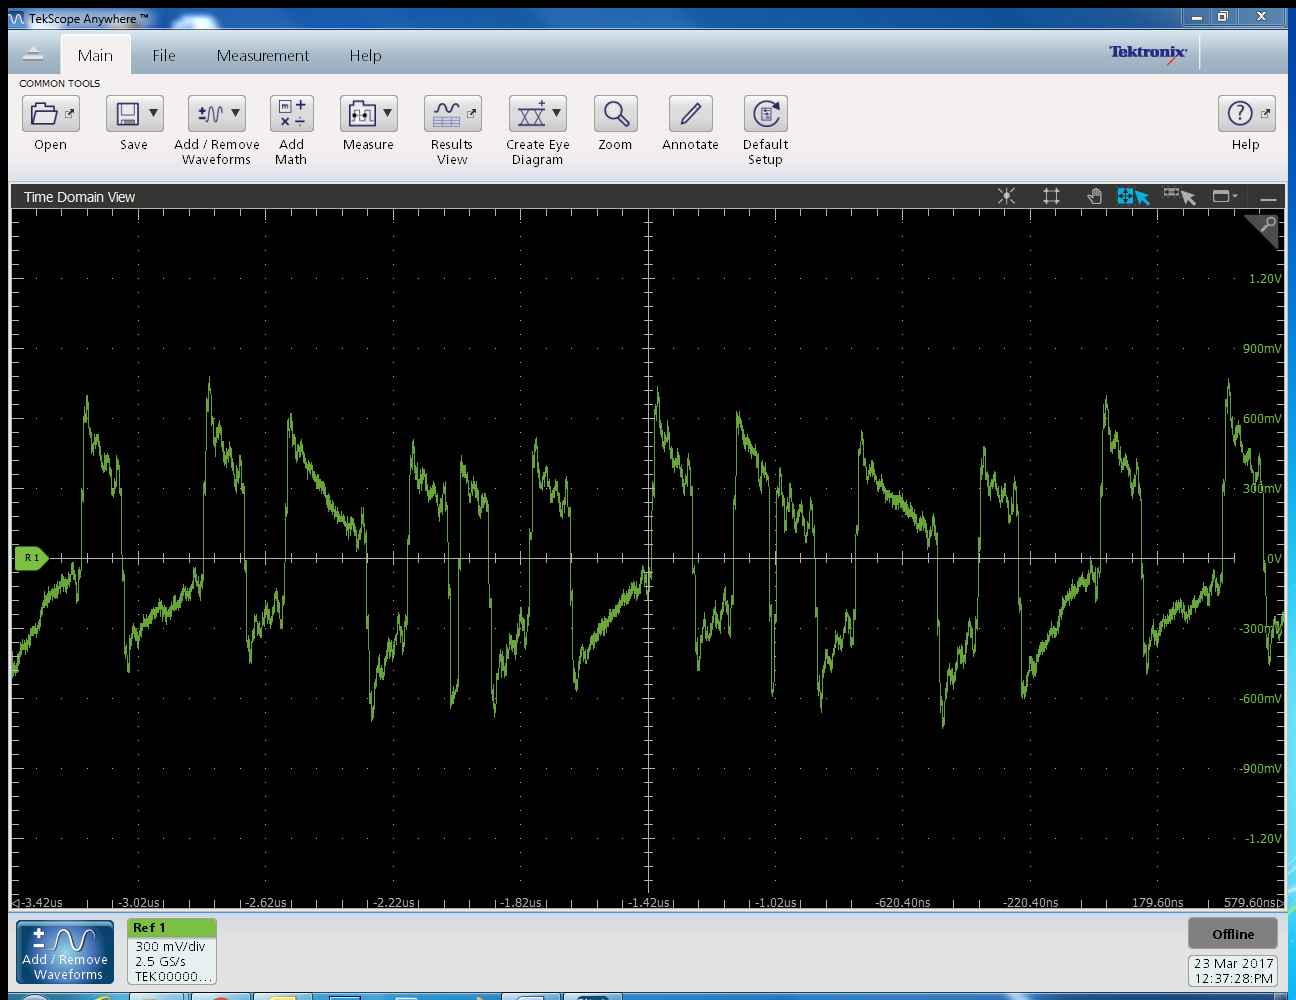 TekScope Anywhere ™
Main File Measurement Help
Tektronix
COMMON TOOLS
Open
Save
Add / Remove
Waveforms
Add
Math
Measure
Results
View
Create Eye
Diagram
Zoom
Annotate
Default
Setup
Help
Time Domain View
1.20V
900mV
600mV
300mV
R 1
0V
-300mV
-600mV
-900mV
-1.20V
-3.42us -3.02us -2.62us -2.22us -1.82us -1.42us -1.02us -620.40ns -220.40ns 179.60ns 579.60ns
Add / Remove
Waveforms
Ref 1
300 mV/div
2.5 GS/s
TEK00000...
Offline
23 Mar 2017
12:37:28PM